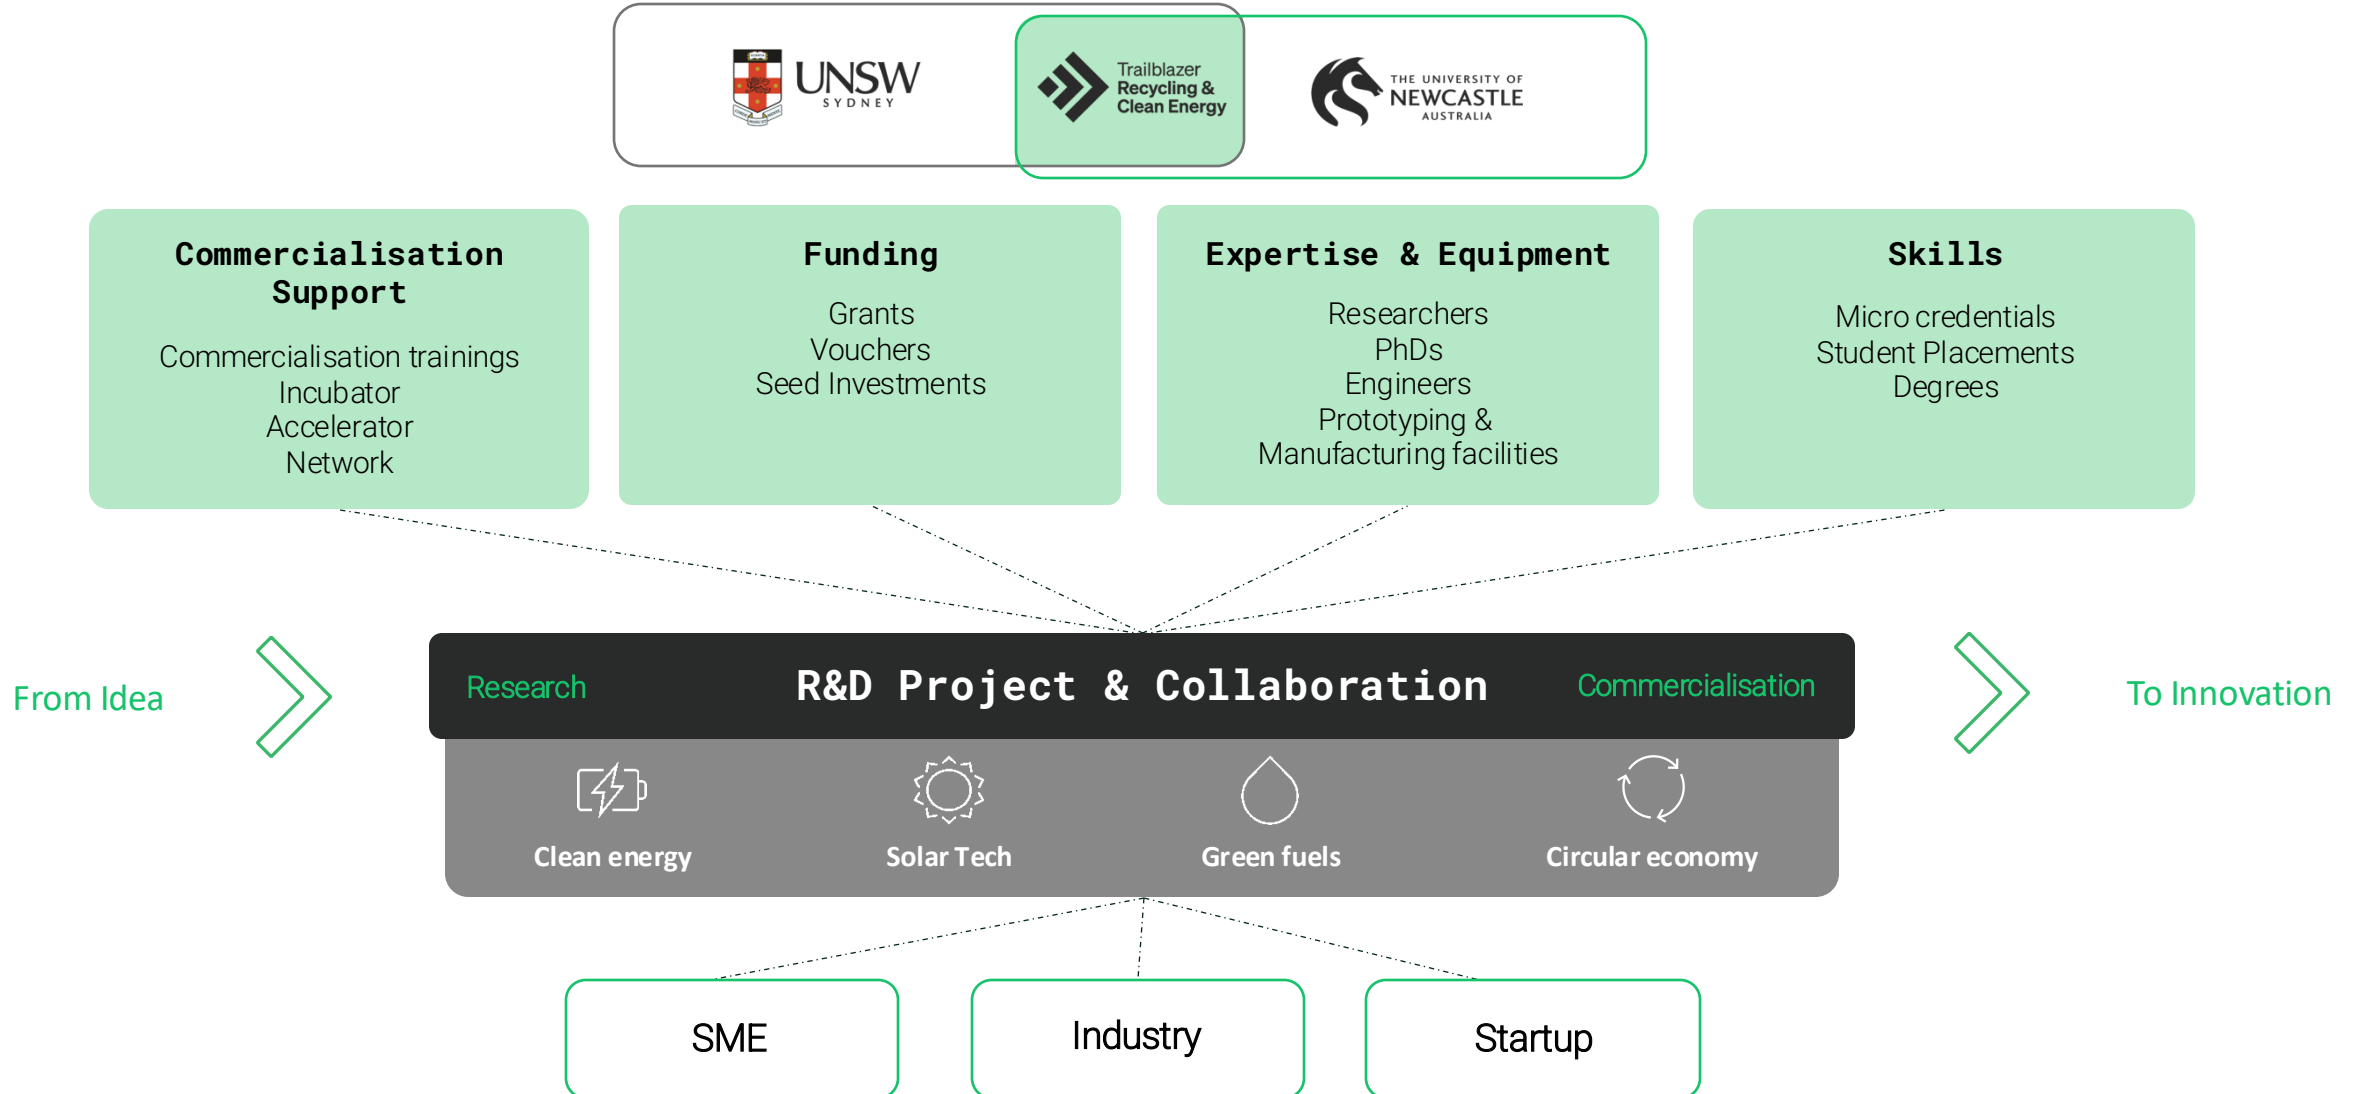 UNSW
SYDNEY
Trailblazer
Recycling &
Clean Energy
THE UNIVERSITY OF
NEWCASTLE
AUSTRALIA
Commercialisation
Support
Commercialisation trainings
Incubator
Accelerator
Network
Funding
Grants
Vouchers
Seed Investments
Expertise & Equipment
Researchers
PhDs
Engineers
Prototyping &
Manufacturing facilities
Skills
Micro credentials
Student Placements
Degrees
From Idea
Research
R&D Project & Collaboration
Commercialisation
To Innovation
Clean energy
Solar Tech
Green fuels
Circular economy
SME
Industry
Startup